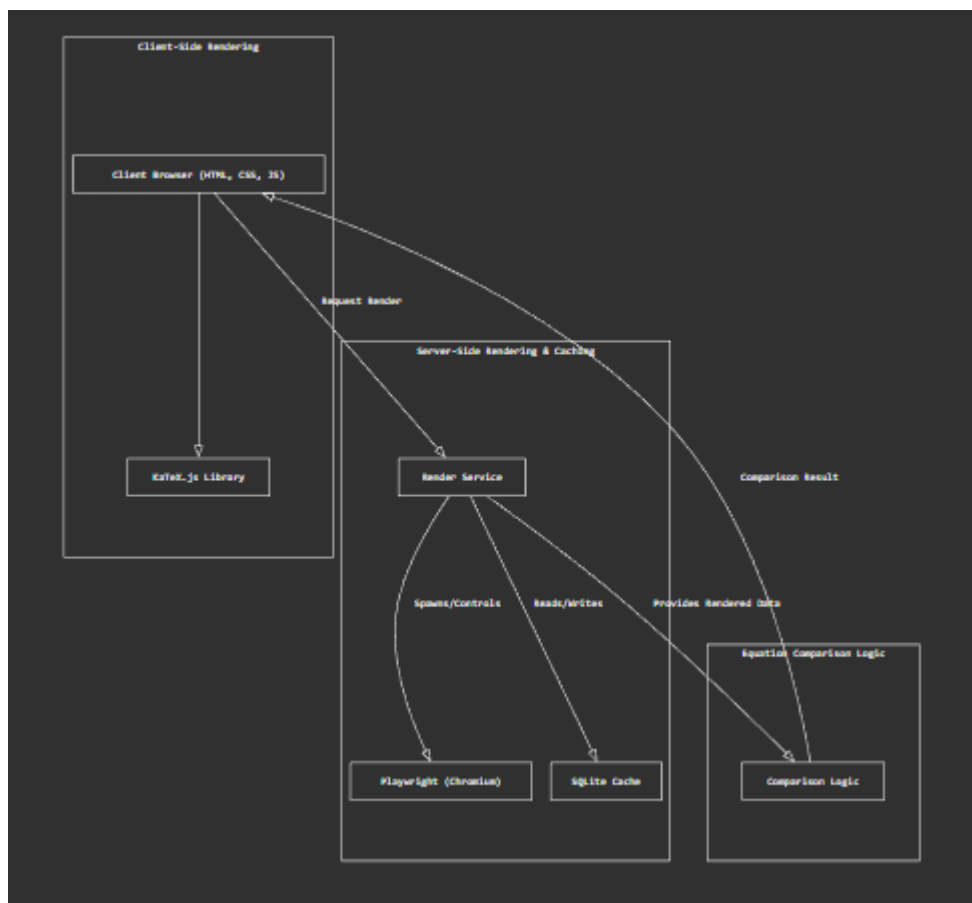 Client-Side Rendering
Client Browser (HTML, CSS, JS)
Request Render
Server-Side Rendering & Caching
KaTeX.js Library
Render Service
Comparison Result
Spawns/Controls
Reads/Writes
Provides Rendered Data
Equation Comparison Logic
Playwright (Chromium)
SQLite Cache
Comparison Logic